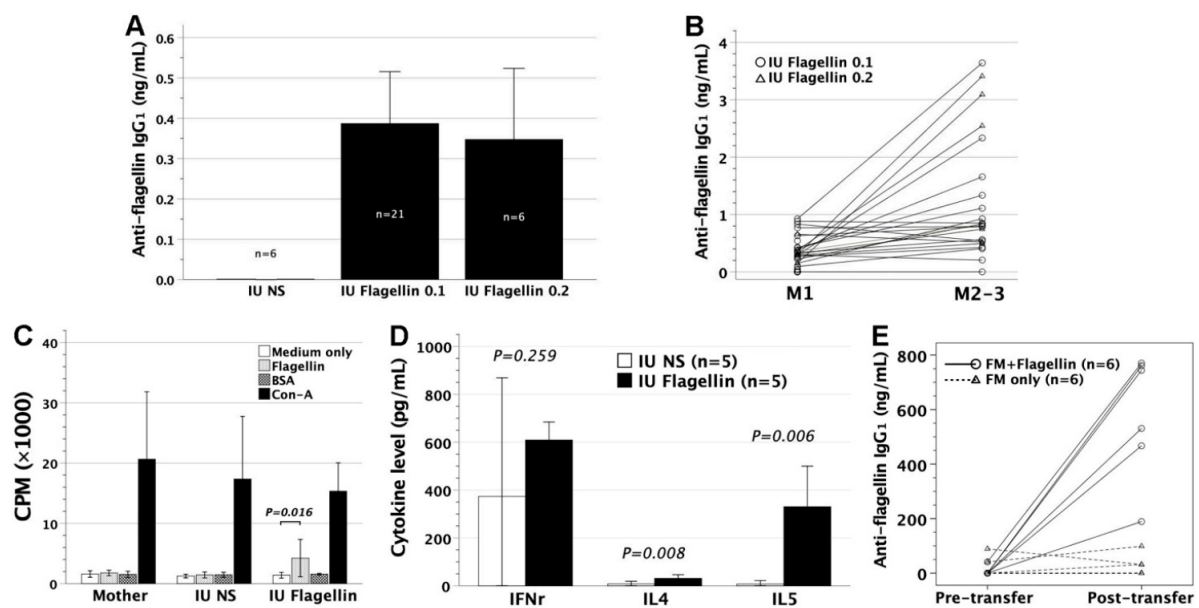 A
Anti-flagellin IgG1 (ng/mL)
0.6
0.5
0.4
0.3
0.2
0.1
0.0
n=6
n=21
n=6
IU NS
IU Flagellin 0.1
IU Flagellin 0.2
B
Anti-flagellin IgG1 (ng/mL)
4
3
2
1
0
IU Flagellin 0.1
IU Flagellin 0.2
M1
M2-3
C
CPM (×1000)
40
30
20
10
0
Medium only
Flagellin
BSA
Con-A
P=0.016
Mother
IU NS
IU Flagellin
D
Cytokine level (pg/mL)
1000
800
600
400
200
0
P=0.259
IU NS (n=5)
IU Flagellin (n=5)
P=0.008
P=0.006
IFNr
IL4
IL5
E
Anti-flagellin IgG1 (ng/mL)
800
600
400
200
0
FM+Flagellin (n=6)
FM only (n=6)
Pre-transfer
Post-transfer